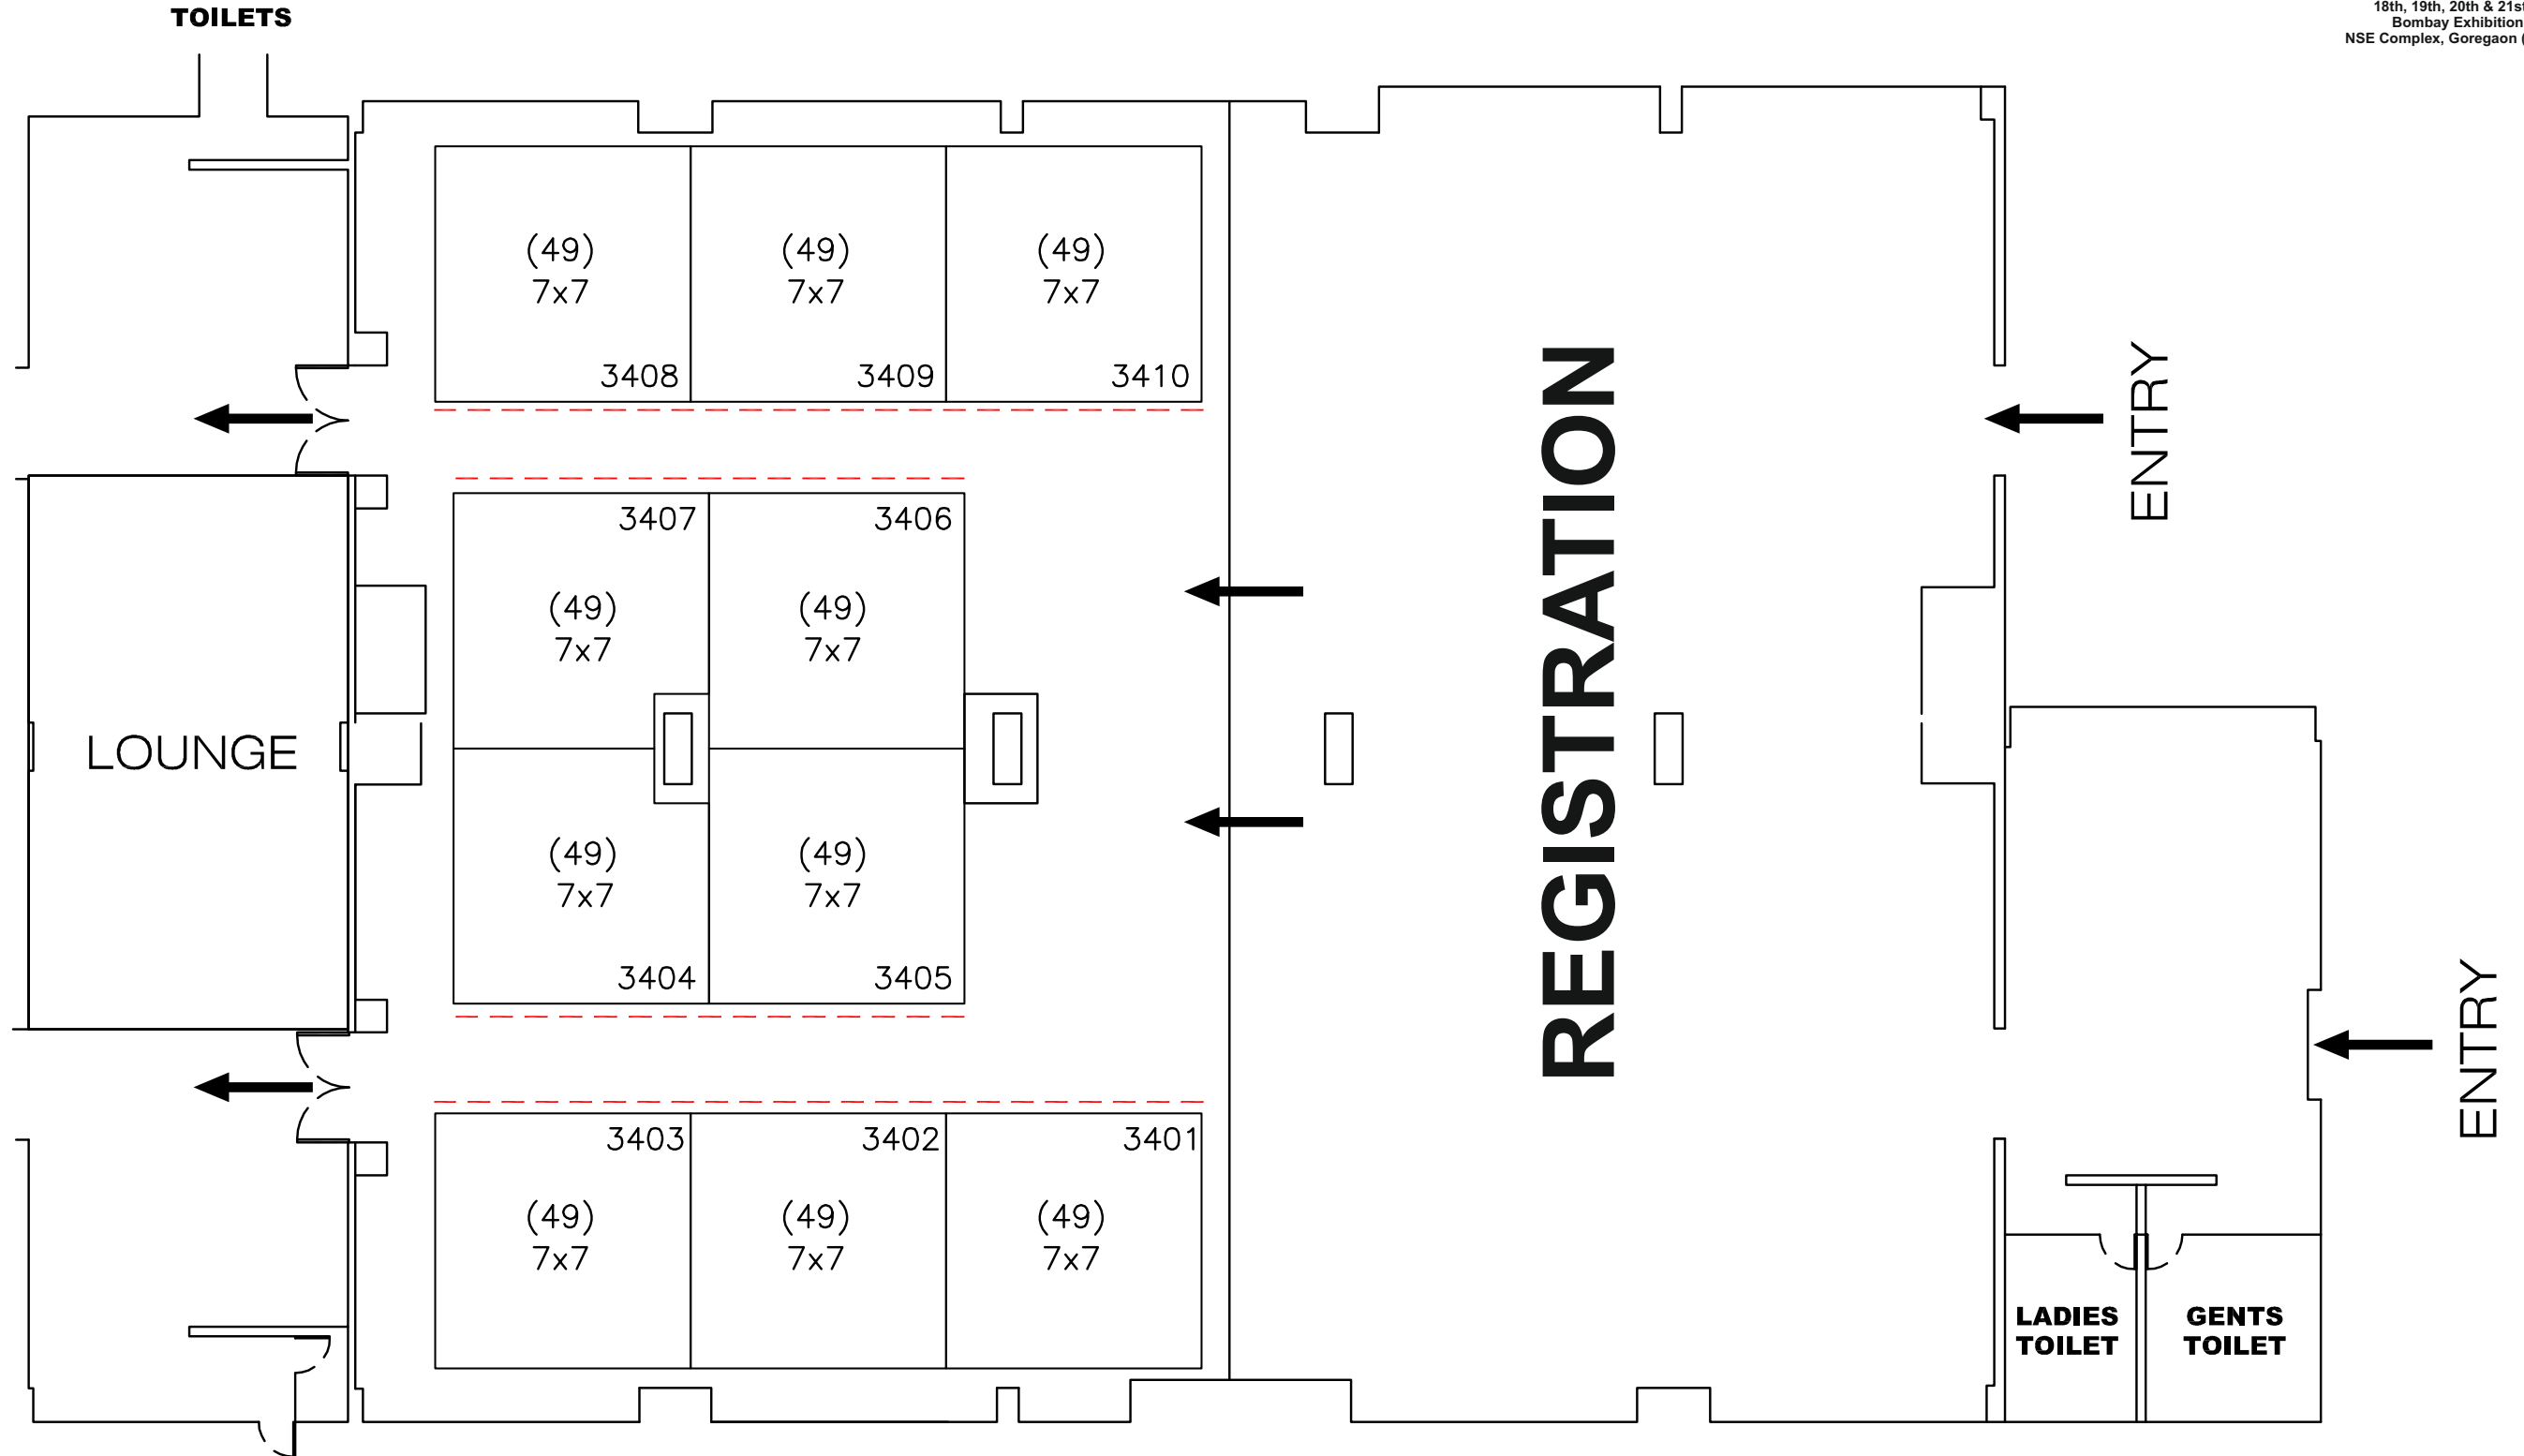 TOILETS
18th, 19th, 20th & 21st
Bombay Exhibition
NSE Complex, Goregaon (
(49)
7x7
3408
(49)
7x7
3409
(49)
7x7
3410
ENTRY
3407
(49)
7x7
3406
(49)
7x7
REGISTRATION
LOUNGE
(49)
7x7
3404
(49)
7x7
3405
ENTRY
3403
(49)
7x7
3402
(49)
7x7
3401
(49)
7x7
LADIES
TOILET
GENTS
TOILET